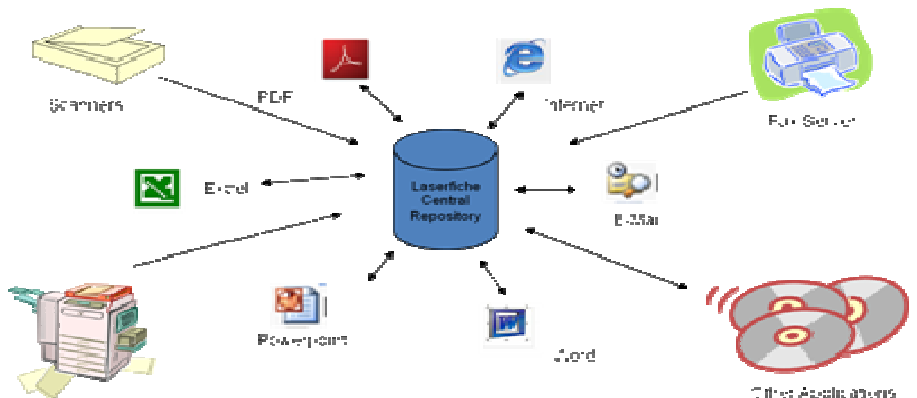 Scanners
PDF
Internet
Fax Server
Excel
Laserfiche
Central
Repository
E-Mail
Powerpoint
Word
Other Applications